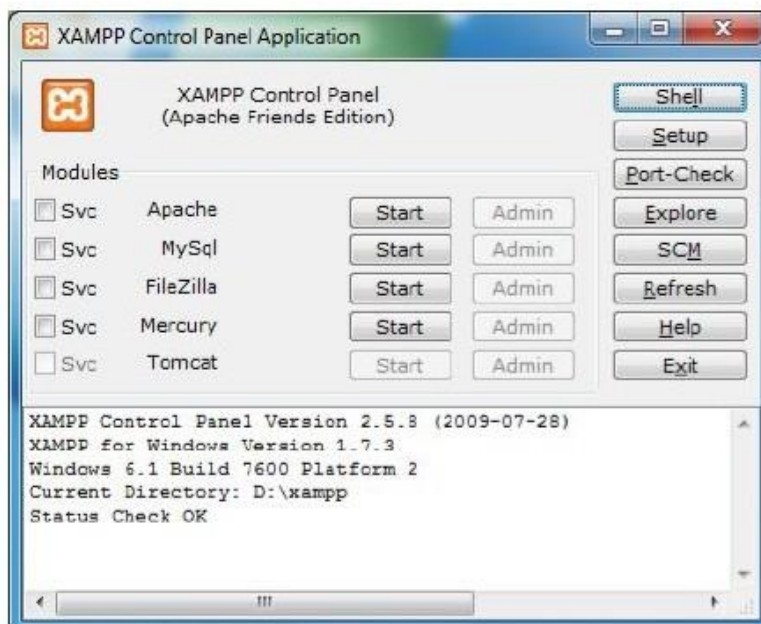 XAMPP Control Panel Application
XAMPP Control Panel
(Apache Friends Edition)
Shell
Setup
Port-Check
Explore
SCM
Refresh
Help
Exit
Modules
Svc Apache Start Admin
Svc MySql Start Admin
Svc FileZilla Start Admin
Svc Mercury Start Admin
Svc Tomcat Start Admin
XAMPP Control Panel Version 2.5.8 (2009-07-28)
XAMPP for Windows Version 1.7.3
Windows 6.1 Build 7600 Platform 2
Current Directory: D:\xampp
Status Check OK